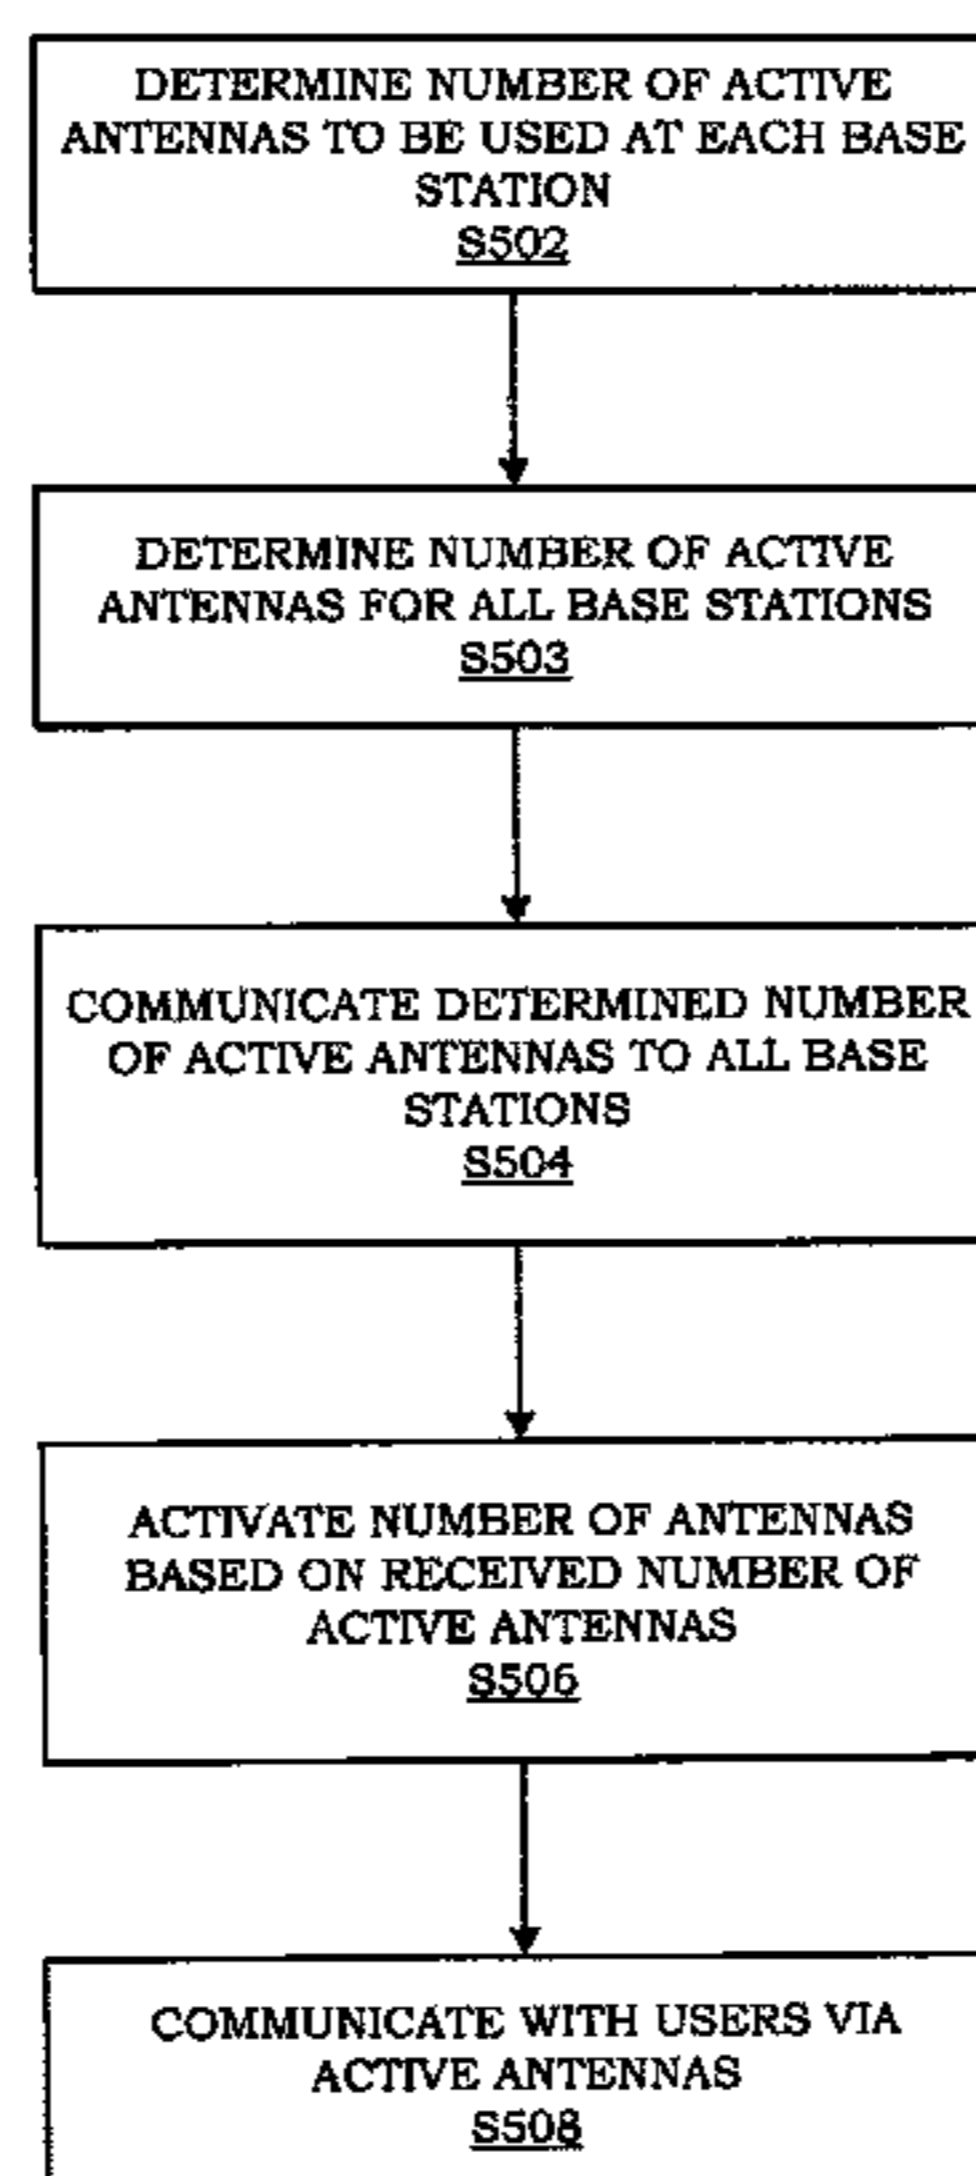 DETERMINE NUMBER OF ACTIVE
ANTENNAS TO BE USED AT EACH BASE
STATION
S502
DETERMINE NUMBER OF ACTIVE
ANTENNAS FOR ALL BASE STATIONS
S503
COMMUNICATE DETERMINED NUMBER
OF ACTIVE ANTENNAS TO ALL BASE
STATIONS
S504
ACTIVATE NUMBER OF ANTENNAS
BASED ON RECEIVED NUMBER OF
ACTIVE ANTENNAS
S506
COMMUNICATE WITH USERS VIA
ACTIVE ANTENNAS
S508